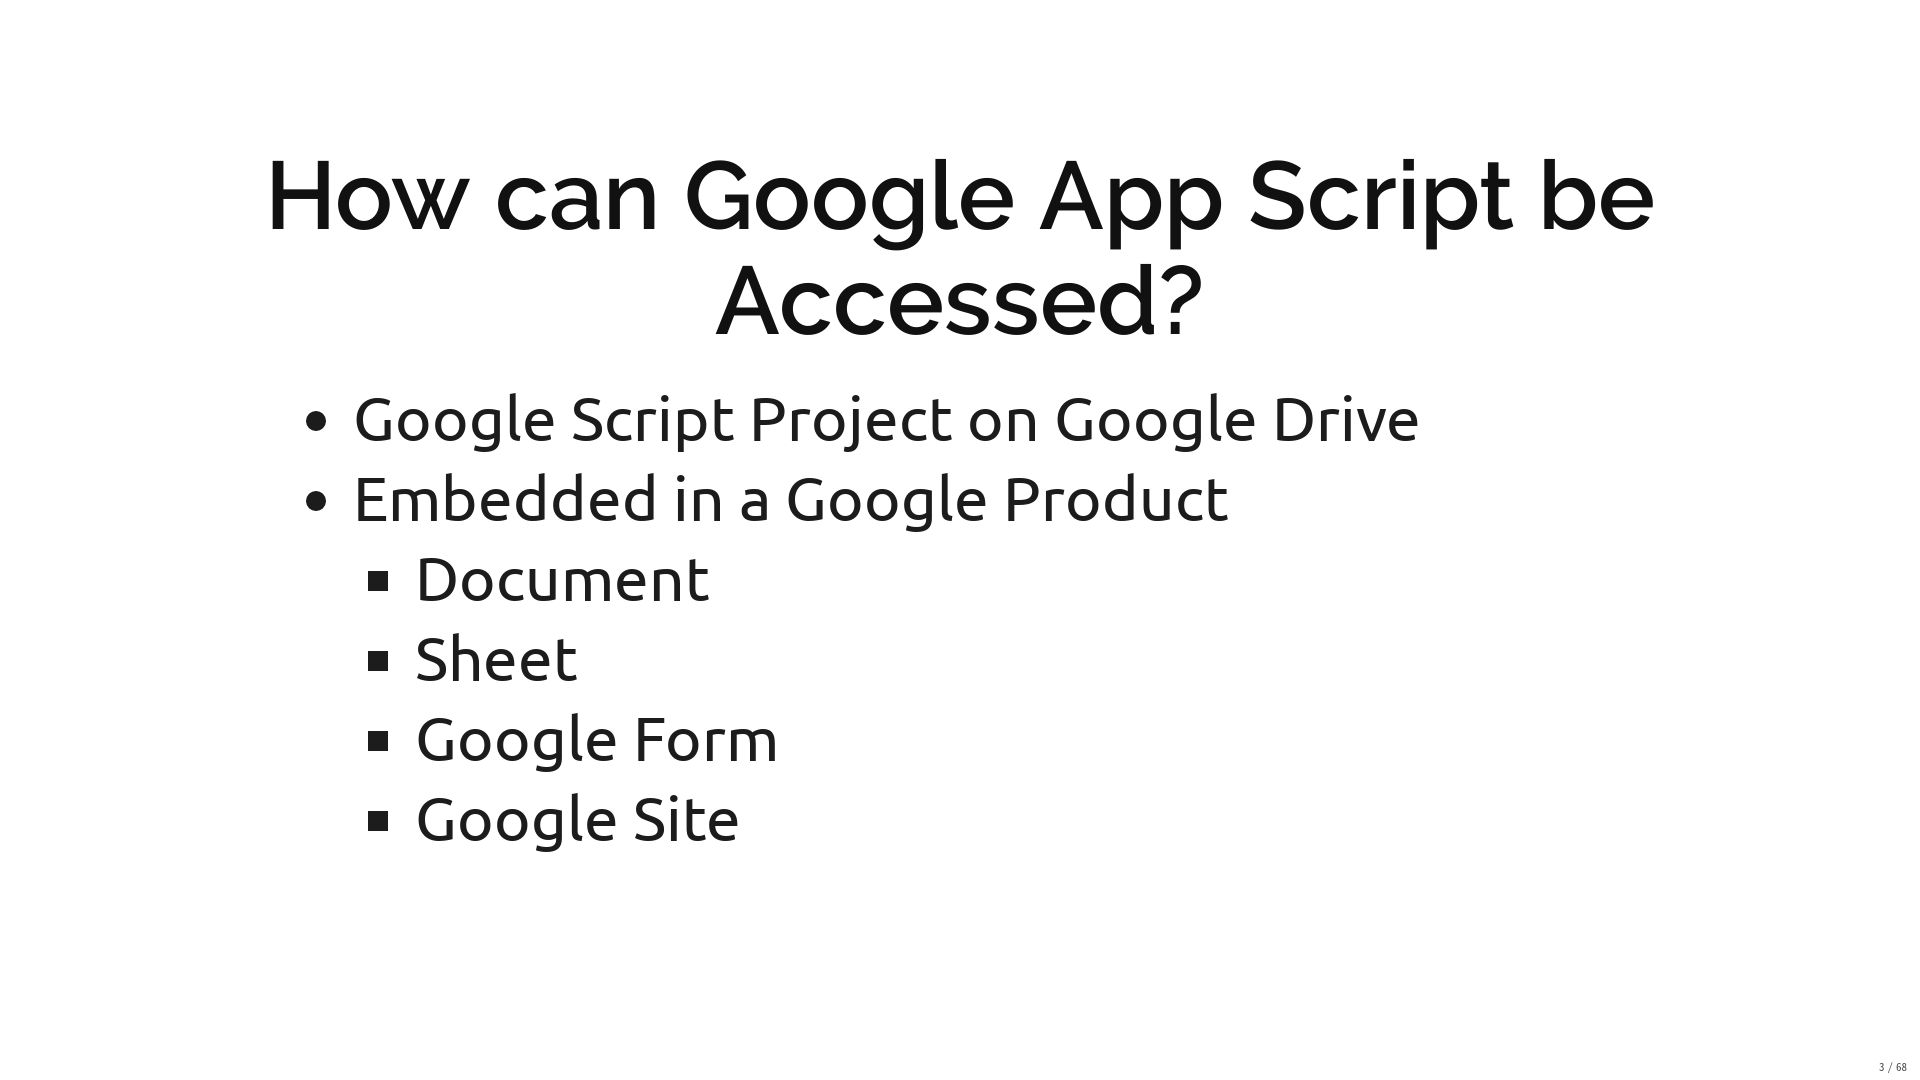 How can Google App Script be
Accessed?
• Google Script Project on Google Drive
• Embedded in a Google Product
▪ Document
▪ Sheet
▪ Google Form
▪ Google Site
3 / 68